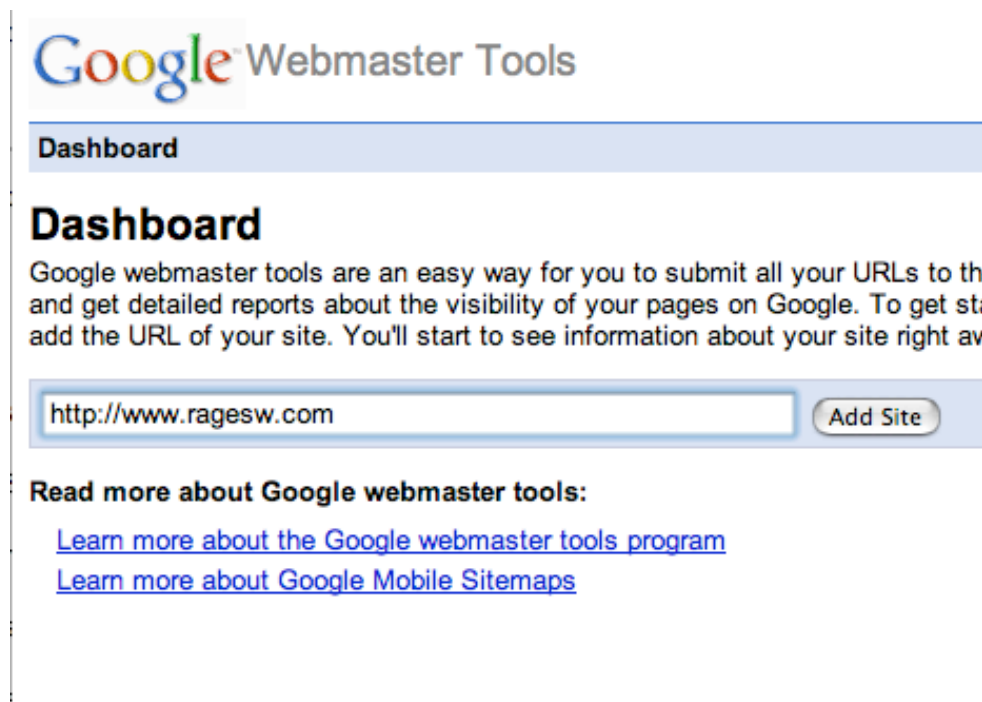 Google™ Webmaster Tools
Dashboard
Dashboard
Google webmaster tools are an easy way for you to submit all your URLs to th
and get detailed reports about the visibility of your pages on Google. To get sta
add the URL of your site. You'll start to see information about your site right aw
http://www.ragesw.com Add Site
Read more about Google webmaster tools:
Learn more about the Google webmaster tools program
Learn more about Google Mobile Sitemaps